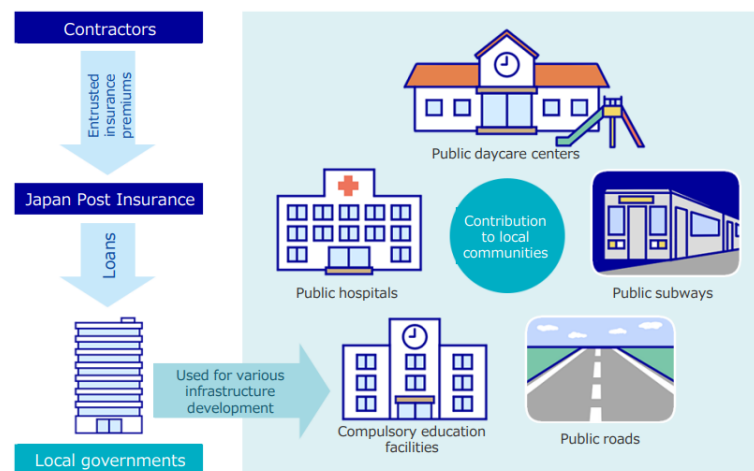 Contractors
Entrusted
insurance
premiums
Japan Post Insurance
Loans
Local governments
Used for various
infrastructure
development
Public daycare centers
Contribution
to local
communities
Public hospitals
Public subways
Compulsory education
facilities
Public roads